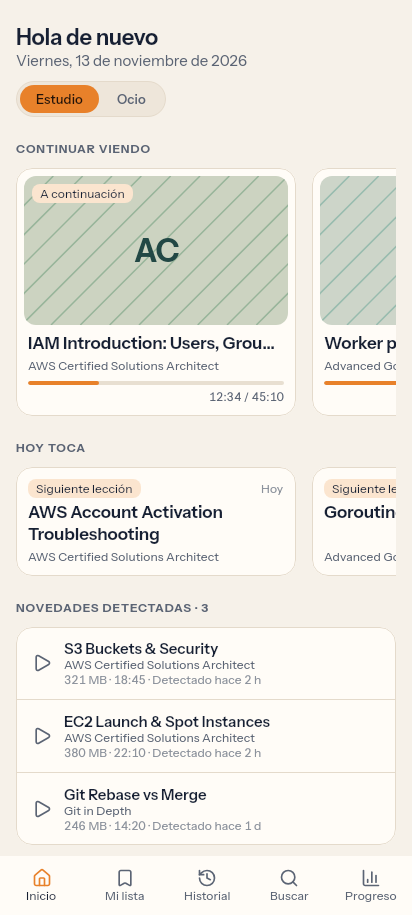 Hola de nuevo
Viernes, 13 de noviembre de 2026
Estudio
Ocio
CONTINUAR VIENDO
A continuación
AC
IAM Introduction: Users, Grou...
AWS Certified Solutions Architect
12:34 / 45:10
Worker p
Advanced Go
HOY TOCA
Siguiente lección
Hoy
AWS Account Activation
Troubleshooting
AWS Certified Solutions Architect
Siguiente le
Goroutin
Advanced Go
NOVEDADES DETECTADAS · 3
S3 Buckets & Security
AWS Certified Solutions Architect
321 MB · 18:45 · Detectado hace 2 h
EC2 Launch & Spot Instances
AWS Certified Solutions Architect
380 MB · 22:10 · Detectado hace 2 h
Git Rebase vs Merge
Git in Depth
246 MB · 14:20 · Detectado hace 1 d
Inicio
Mi lista
Historial
Buscar
Progreso